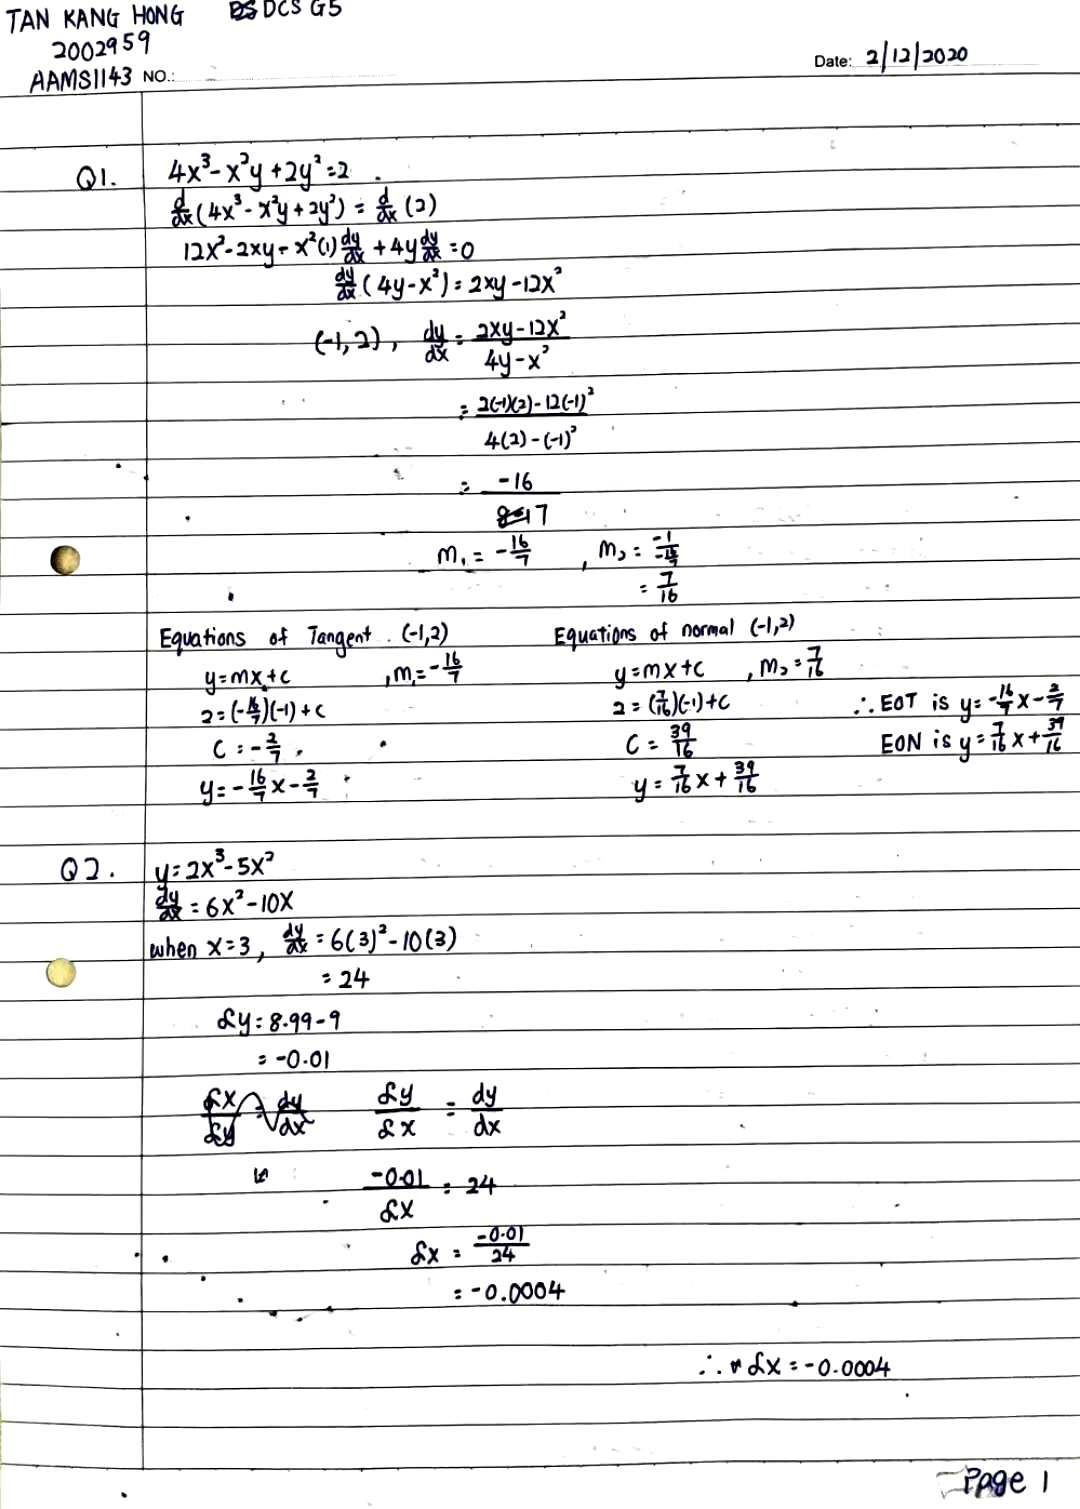 TAN KANG HONG DCS G5
2002959
AAMS1143 NO.:
Date: 2/12/2020
Q1. 4x³ - x²y + 2y² = 2
d/dx (4x³ - x²y + 2y²) = d/dx (2)
12x² - 2xy - x²(1) dy/dx + 4y dy/dx = 0
dy/dx (4y - x²) = 2xy - 12x²
(-1, 2), dy/dx = 2xy - 12x² / 4y - x²
= 2(-1)(2) - 12(-1)² / 4(2) - (-1)²
= -16 / 7
m₁ = -16/7 , m₂ = -1 / -16/7
= 7/16
Equations of Tangent (-1,2)
y = mx + c , m₁ = -16/7
2 = (-16/7)(-1) + c
C = -2/7
y = -16/7 x - 2/7
Equations of normal (-1,2)
y = mx + c , m₂ = 7/16
2 = (7/16)(-1) + c
C = 39/16
y = 7/16 x + 39/16
∴ EOT is y = -16/7 x - 2/7
EON is y = 7/16 x + 39/16
Q2. y = 2x³ - 5x²
dy/dx = 6x² - 10x
when x = 3, dy/dx = 6(3)² - 10(3)
= 24
δy = 8.99 - 9
= -0.01
δx/δy = dy/dx δy/δx = dy/dx
-0.01/δx = 24
δx = -0.01/24
= -0.0004
∴ δx = -0.0004
Page 1